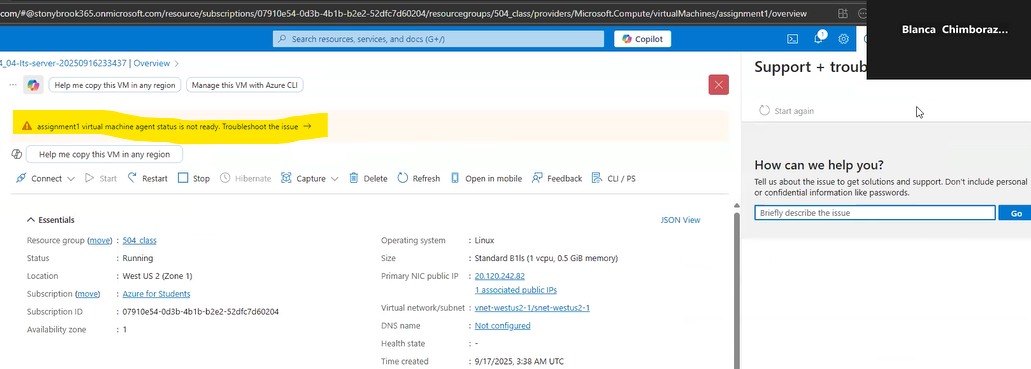 com/#@stonybrook365.onmicrosoft.com/resource/subscriptions/07910e54-0d3b-4b1b-b2e2-52dfc7d60204/resourcegroups/504_class/providers/Microsoft.Compute/virtualMachines/assignment1/overview
Blanca Chimboraz...
Search resources, services, and docs (G+/)
Copilot
1
4_04-lts-server-20250916233437 | Overview
Support + troub
Help me copy this VM in any region
Manage this VM with Azure CLI
Start again
assignment1 virtual machine agent status is not ready. Troubleshoot the issue →
Help me copy this VM in any region
How can we help you?
Tell us about the issue to get solutions and support. Don't include personal
or confidential information like passwords.
Connect Start Restart Stop Hibernate Capture Delete Refresh Open in mobile Feedback CLI / PS
Briefly describe the issue
Go
Essentials
JSON View
Resource group (move) : 504_class
Status : Running
Location : West US 2 (Zone 1)
Subscription (move) : Azure for Students
Subscription ID : 07910e54-0d3b-4b1b-b2e2-52dfc7d60204
Availability zone : 1
Operating system : Linux
Size : Standard B1ls (1 vcpu, 0.5 GiB memory)
Primary NIC public IP : 20.120.242.82
1 associated public IPs
Virtual network/subnet : vnet-westus2-1/snet-westus2-1
DNS name : Not configured
Health state : -
Time created : 9/17/2025, 3:38 AM UTC